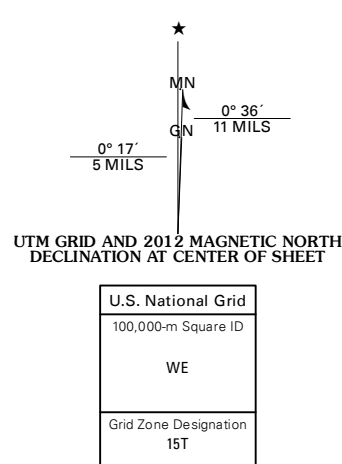 ★
MN
GN
0° 36´
11 MILS
0° 17´
5 MILS
UTM GRID AND 2012 MAGNETIC NORTH
DECLINATION AT CENTER OF SHEET
U.S. National Grid
100,000-m Square ID
WE
Grid Zone Designation
15T